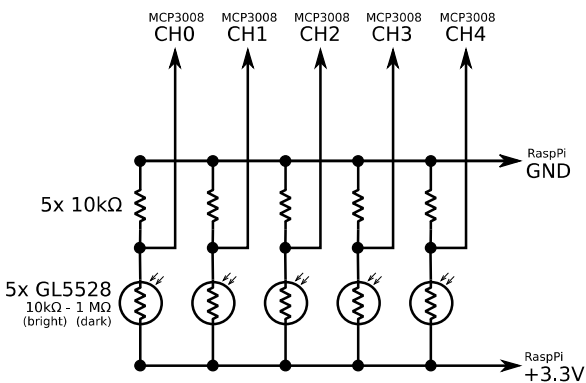 MCP3008 MCP3008 MCP3008 MCP3008 MCP3008
CH0 CH1 CH2 CH3 CH4
RaspPi
GND
5x 10kΩ
5x GL5528
10kΩ - 1 MΩ
(bright) (dark)
RaspPi
+3.3V